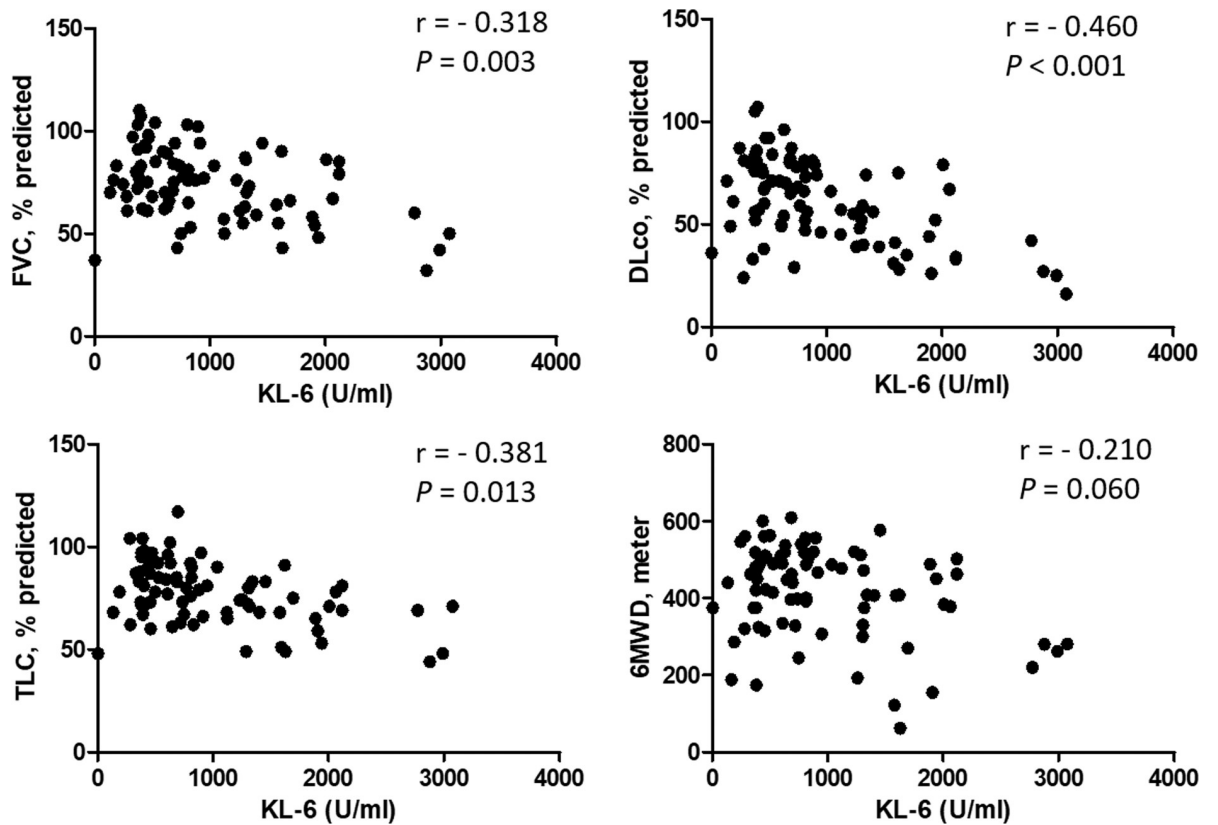 r = - 0.318
P = 0.003
FVC, % predicted
150
100
50
0
0 1000 2000 3000 4000
KL-6 (U/ml)
r = - 0.460
P < 0.001
DLco, % predicted
150
100
50
0
0 1000 2000 3000 4000
KL-6 (U/ml)
r = - 0.381
P = 0.013
TLC, % predicted
150
100
50
0
0 1000 2000 3000 4000
KL-6 (U/ml)
r = - 0.210
P = 0.060
6MWD, meter
800
600
400
200
0
0 1000 2000 3000 4000
KL-6 (U/ml)